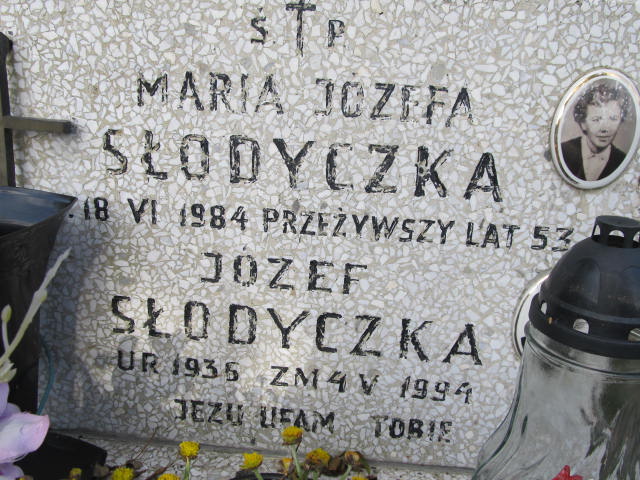 Ś P
MARIA JÓZEFA
SŁODYCZKA
. 18 VI 1984 PRZEŻYWSZY LAT 53
JÓZEF
SŁODYCZKA
UR 1936 ZM 4 V 1994
JEZU UFAM TOBIE